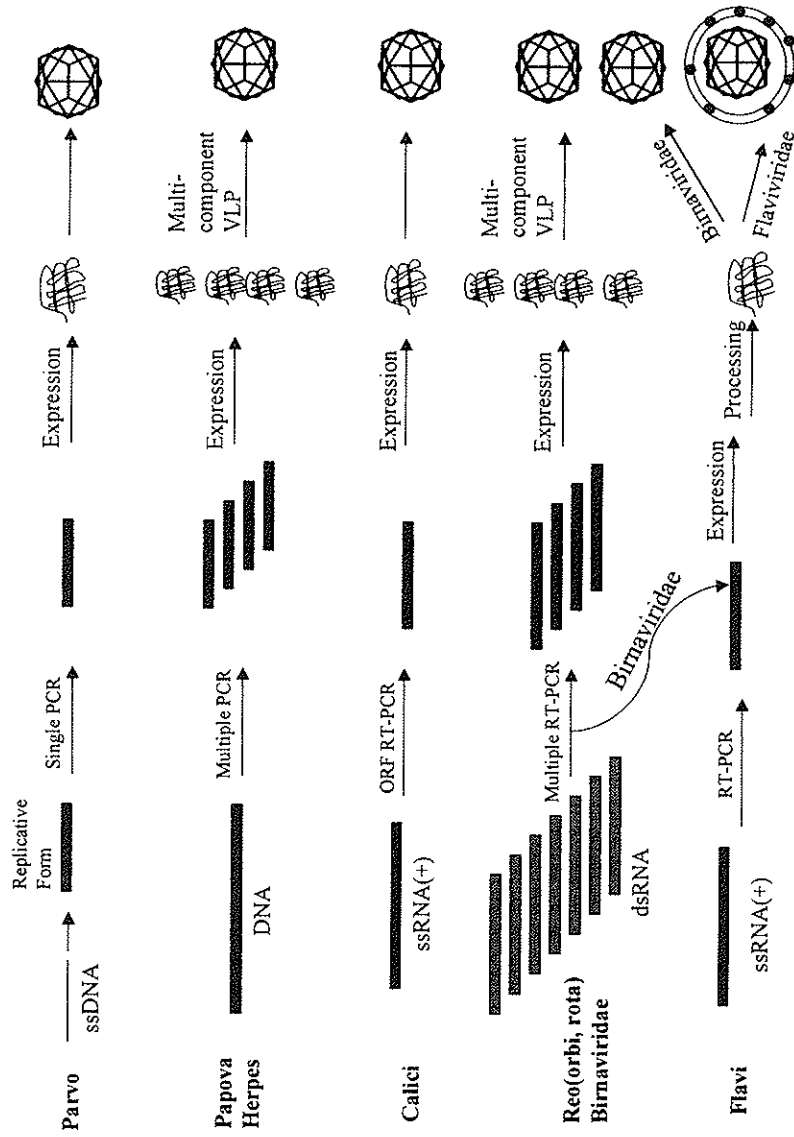 Parvo
ssDNA
Replicative
Form
Single PCR
Expression
Papova
Herpes
DNA
Multiple PCR
Expression
Multi-
component
VLP
Calici
ssRNA(+)
ORF RT-PCR
Expression
Reo(orbi, rota)
Birnaviridae
dsRNA
Multiple RT-PCR
Birnaviridae
Expression
Multi-
component
VLP
Birnaviridae
Flaviviridae
Flavi
ssRNA(+)
RT-PCR
Expression
Processing